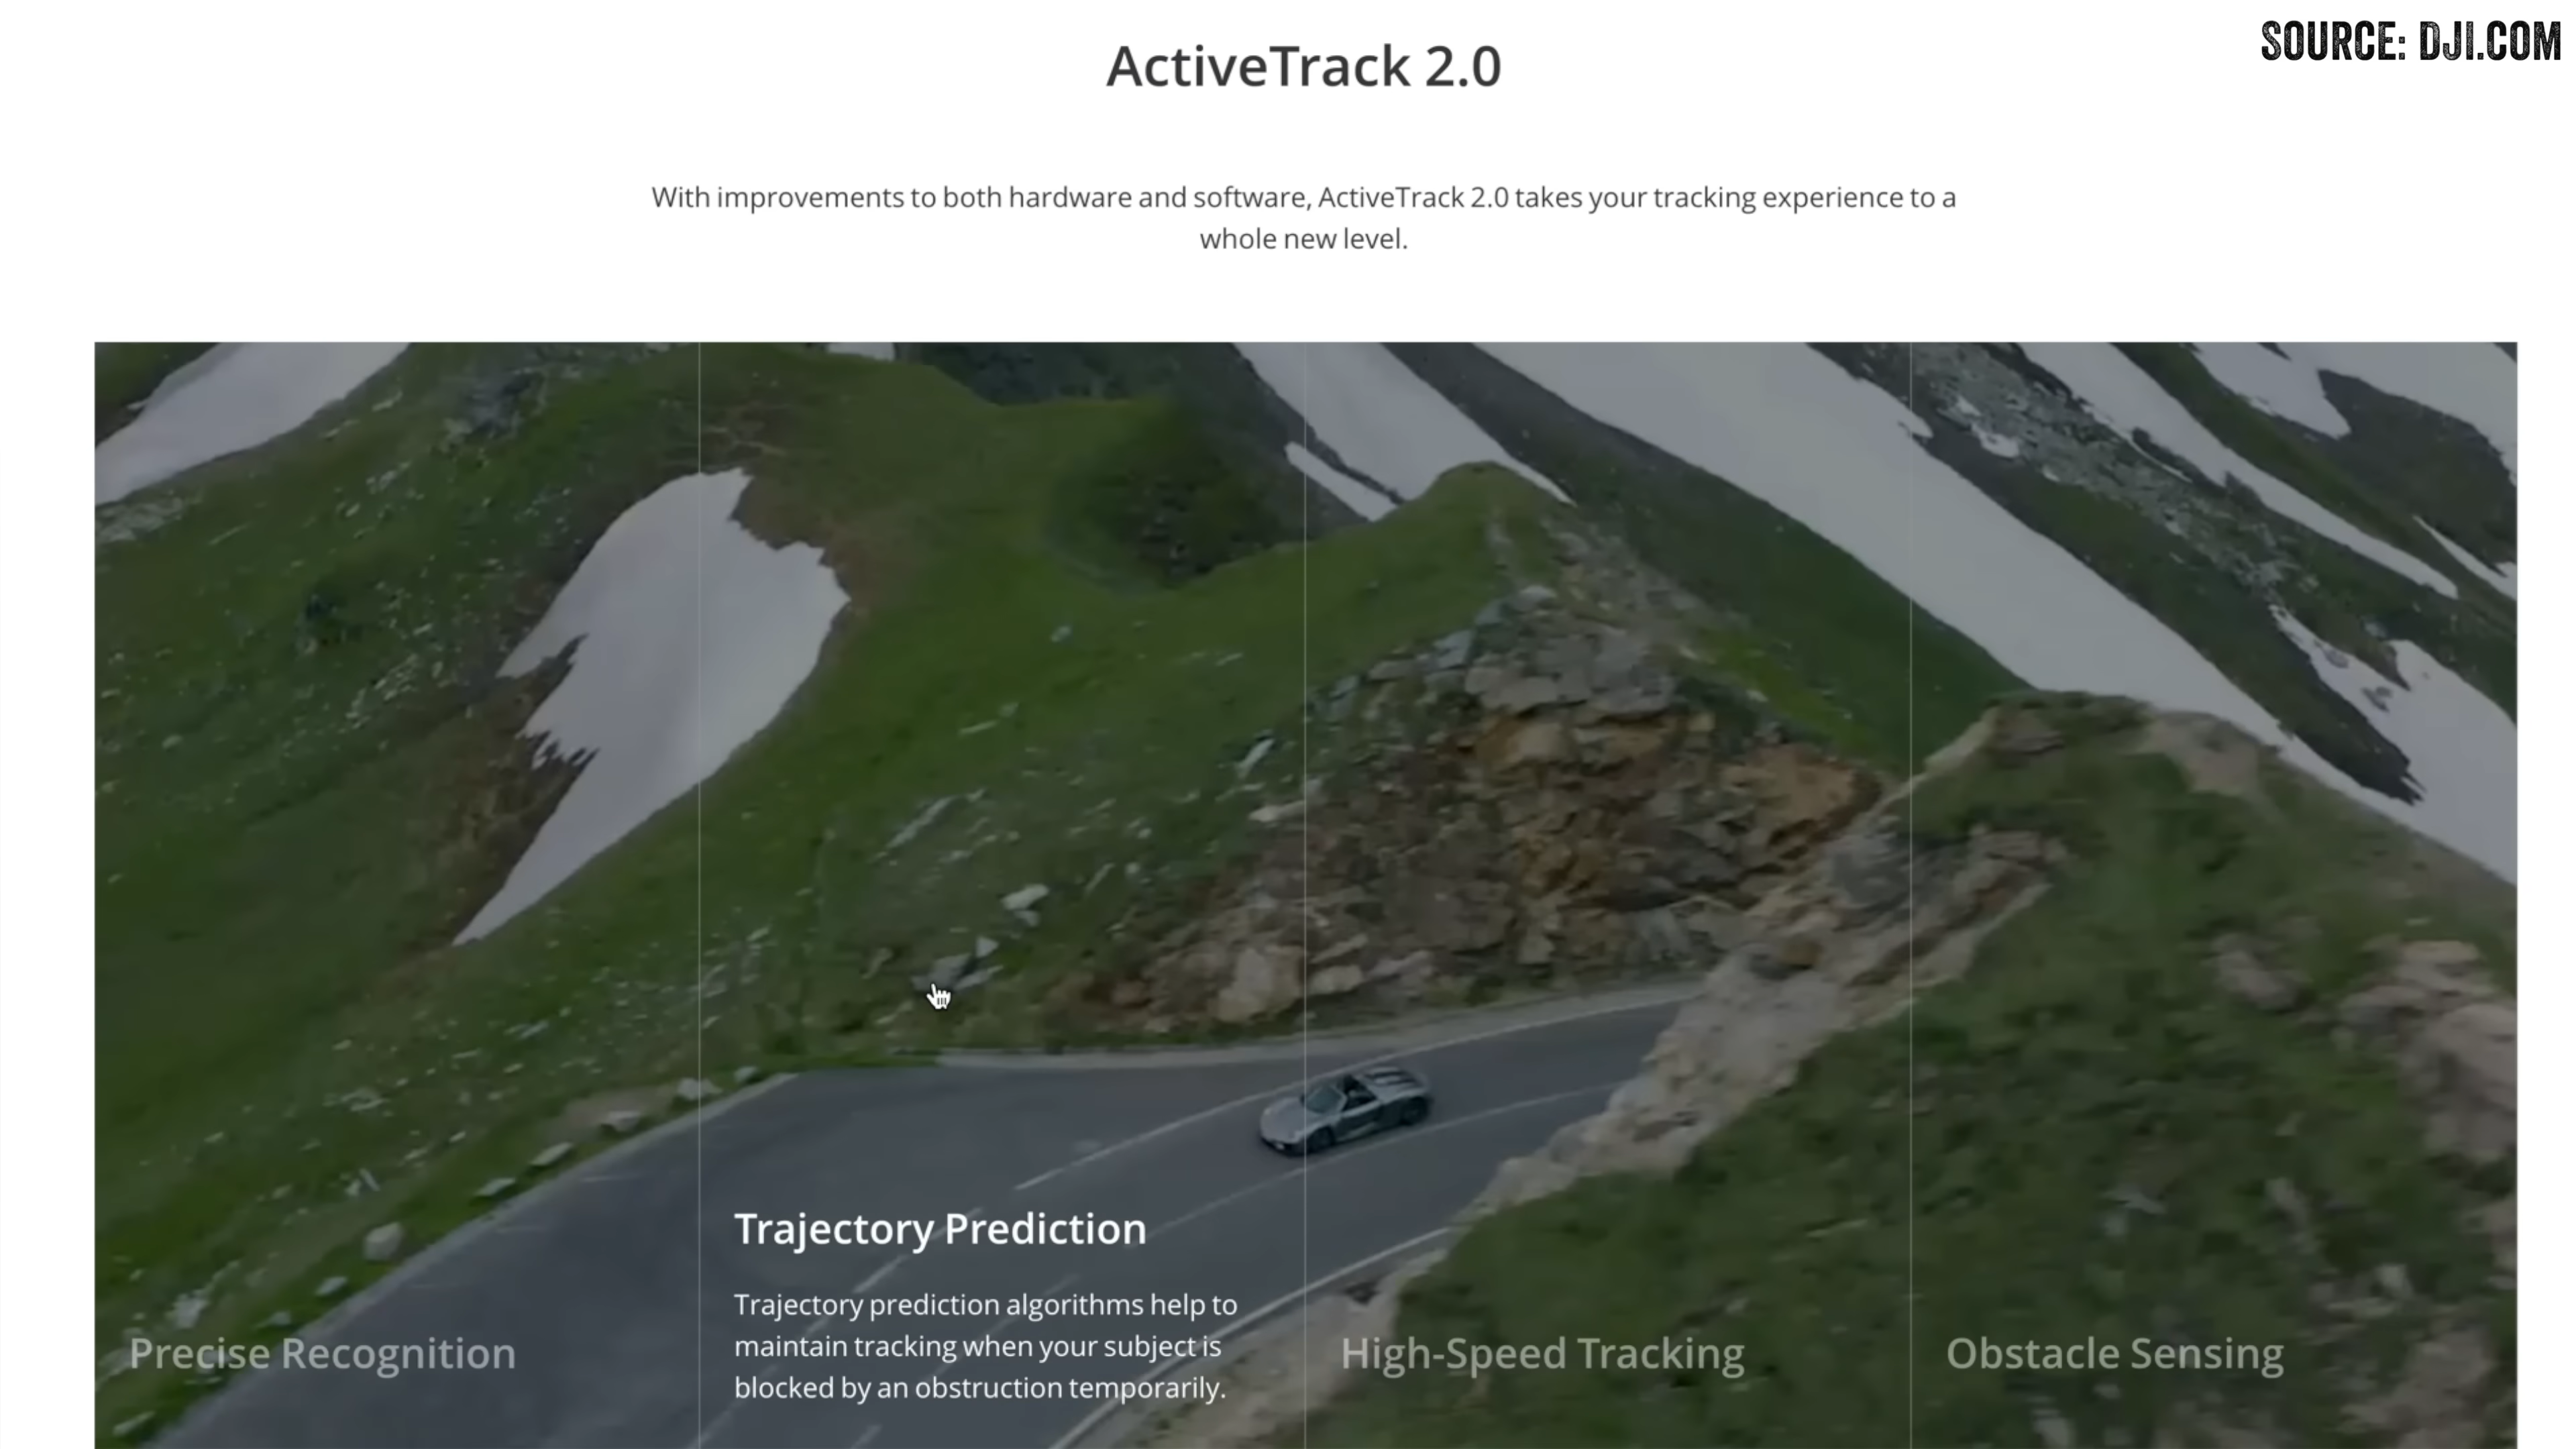 SOURCE: DJI.COM
ActiveTrack 2.0
With improvements to both hardware and software, ActiveTrack 2.0 takes your tracking experience to a
whole new level.
Precise Recognition
Trajectory Prediction
Trajectory prediction algorithms help to
maintain tracking when your subject is
blocked by an obstruction temporarily.
High-Speed Tracking
Obstacle Sensing